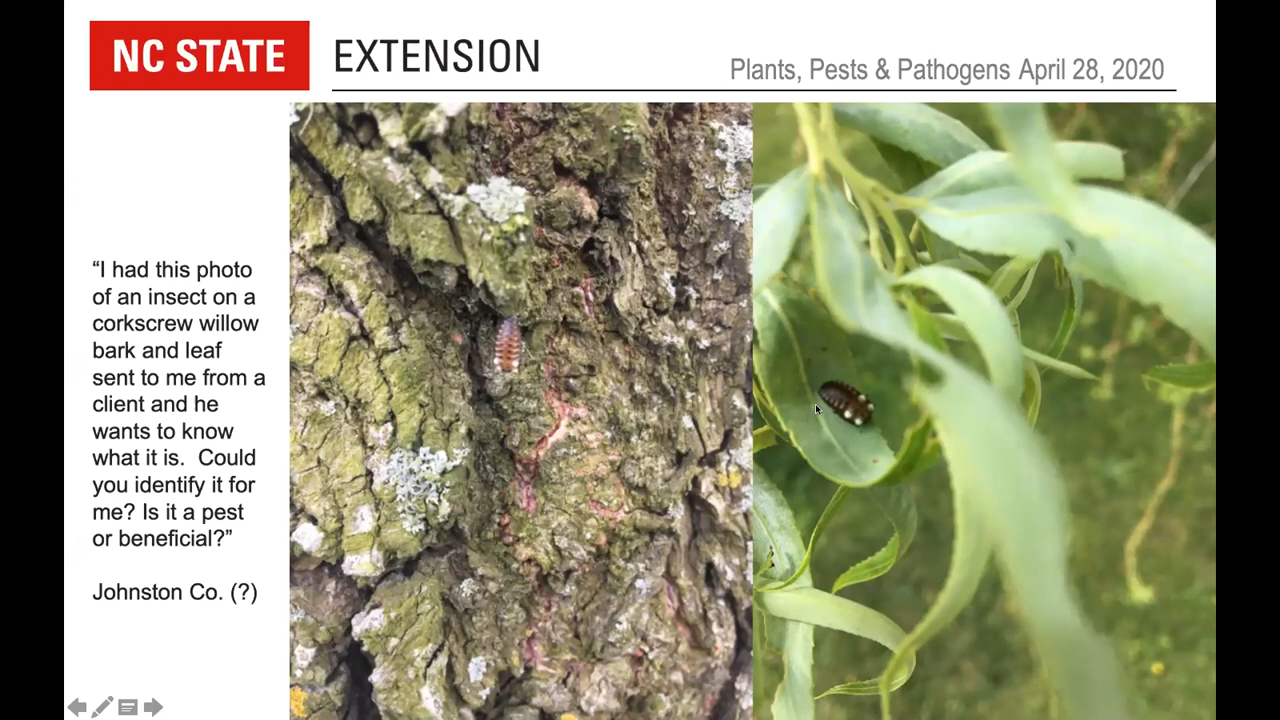 NC STATE EXTENSION
Plants, Pests & Pathogens April 28, 2020
“I had this photo
of an insect on a
corkscrew willow
bark and leaf
sent to me from a
client and he
wants to know
what it is.  Could
you identify it for
me? Is it a pest
or beneficial?”
Johnston Co. (?)